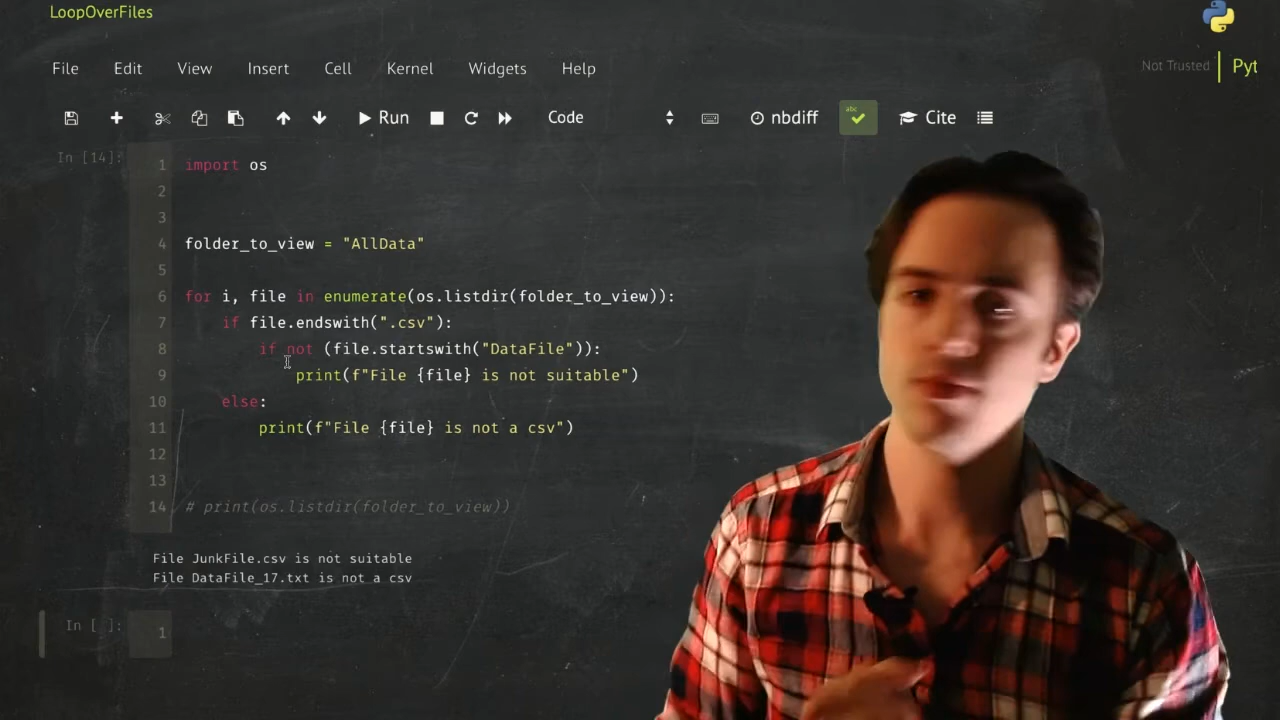 LoopOverFiles
File Edit View Insert Cell Kernel Widgets Help
Not Trusted Pyt
Run Code nbdiff abc Cite
In [14]:
1 import os
2
3
4 folder_to_view = "AllData"
5
6 for i, file in enumerate(os.listdir(folder_to_view)):
7 if file.endswith(".csv"):
8 if not (file.startswith("DataFile")):
9 print(f"File {file} is not suitable")
10 else:
11 print(f"File {file} is not a csv")
12
13
14 # print(os.listdir(folder_to_view))
File JunkFile.csv is not suitable
File DataFile_17.txt is not a csv
In [ ]:
1